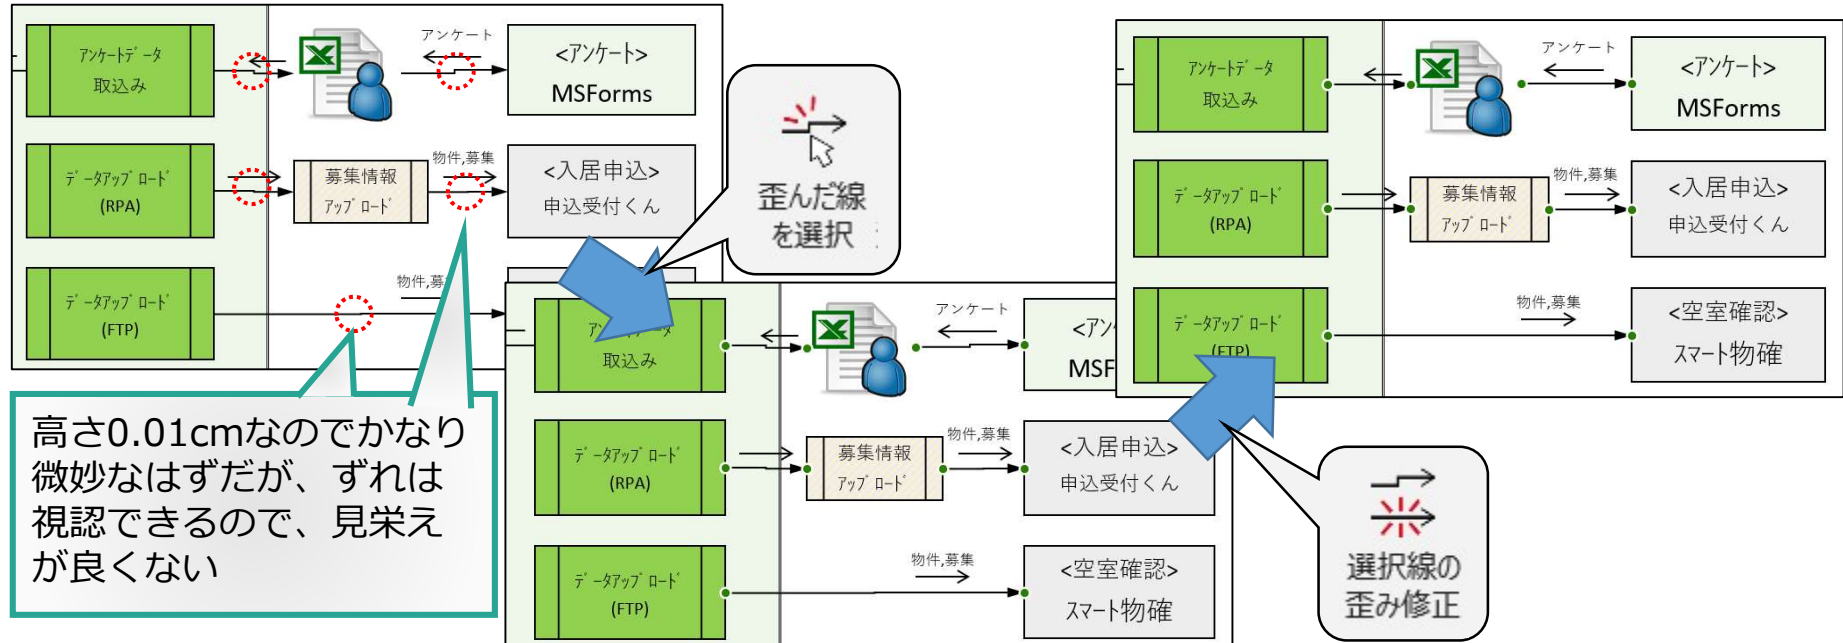 ｱﾝｹｰﾄﾃﾞｰﾀ
取込み
アンケート
<アンケート>
MSForms
ﾃﾞｰﾀｱｯﾌﾟﾛｰﾄﾞ
(RPA)
募集情報
ｱｯﾌﾟﾛｰﾄﾞ
物件,募集
<入居申込>
申込受付くん
ﾃﾞｰﾀｱｯﾌﾟﾛｰﾄﾞ
(FTP)
物件,募
高さ0.01cmなのでかなり
微妙なはずだが、ずれは
視認できるので、見栄え
が良くない
歪んだ線
を選択
取込み
アンケート
<アン
MSF
ﾃﾞｰﾀｱｯﾌﾟﾛｰﾄﾞ
(RPA)
募集情報
ｱｯﾌﾟﾛｰﾄﾞ
物件,募集
<入居申込>
申込受付くん
ﾃﾞｰﾀｱｯﾌﾟﾛｰﾄﾞ
(FTP)
物件,募集
<空室確認>
スマート物確
選択線の
歪み修正
ｱﾝｹｰﾄﾃﾞｰﾀ
取込み
アンケート
<アンケート>
MSForms
ﾃﾞｰﾀｱｯﾌﾟﾛｰﾄﾞ
(RPA)
募集情報
ｱｯﾌﾟﾛｰﾄﾞ
物件,募集
<入居申込>
申込受付くん
ﾃﾞｰﾀｱｯﾌﾟﾛｰﾄﾞ
(FTP)
物件,募集
<空室確認>
スマート物確